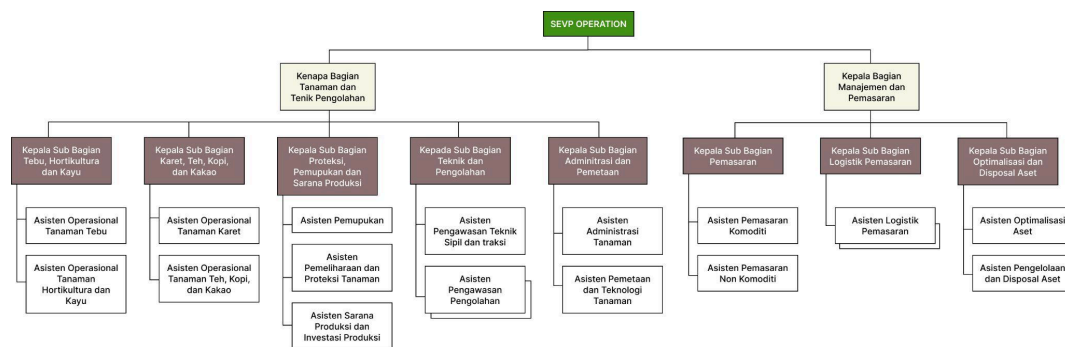 SEVP OPERATION
Kenapa Bagian
Tanaman dan
Tenik Pengolahan
Kepala Bagian
Manajemen dan
Pemasaran
Kepala Sub Bagian
Tebu, Hortikultura
dan Kayu
Kepala Sub Bagian
Karet, Teh, Kopi,
dan Kakao
Kepala Sub Bagian
Proteksi,
Pemupukan dan
Sarana Produksi
Kepada Sub Bagian
Teknik dan
Pengolahan
Kepala Sub Bagian
Adminitrasi dan
Pemetaan
Kepala Sub Bagian
Pemasaran
Kepala Sub Bagian
Logistik Pemasaran
Kepala Sub Bagian
Optimalisasi dan
Disposal Aset
Asisten Operasional
Tanaman Tebu
Asisten Operasional
Tanaman
Hortikultura dan
Kayu
Asisten Operasional
Tanaman Karet
Asisten Operasional
Tanaman Teh, Kopi,
dan Kakao
Asisten Pemupukan
Asisten
Pemeliharaan dan
Proteksi Tanaman
Asisten Sarana
Produksi dan
Investasi Produksi
Asisten
Pengawasan Teknik
Sipil dan traksi
Asisten
Pengawasan
Pengolahan
Asisten
Administrasi
Tanaman
Asisten Pemetaan
dan Teknologi
Tanaman
Asisten Pemasaran
Komoditi
Asisten Pemasaran
Non Komoditi
Asisten Logistik
Pemasaran
Asisten Optimalisasi
Aset
Asisten Pengelolaan
dan Disposal Aset